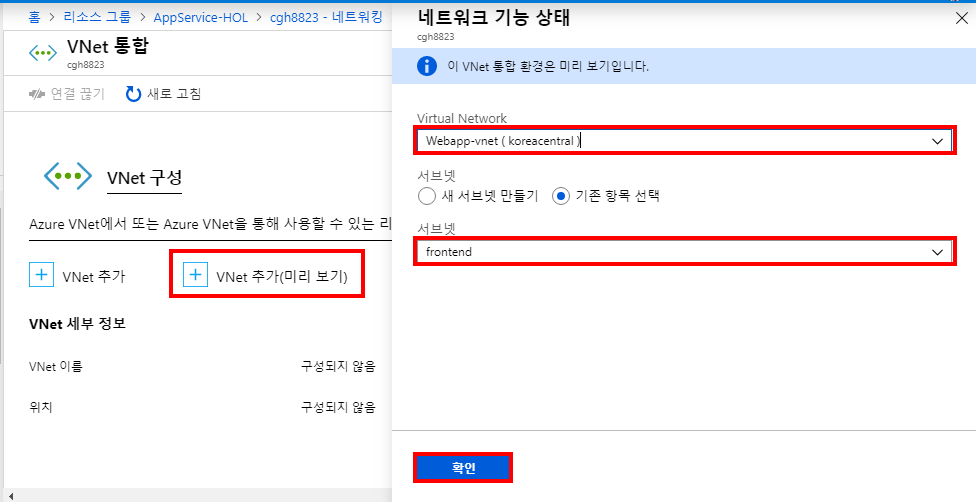 홈 > 리소스 그룹 > AppService-HOL > cgh8823 - 네트워킹
VNet 통합
cgh8823
연결 끊기 새로 고침
VNet 구성
Azure VNet에서 또는 Azure VNet을 통해 사용할 수 있는 리
VNet 추가 VNet 추가(미리 보기)
VNet 세부 정보
VNet 이름 구성되지 않음
위치 구성되지 않음
네트워크 기능 상태
cgh8823
이 VNet 통합 환경은 미리 보기입니다.
Virtual Network
Webapp-vnet ( koreacentral )
서브넷
새 서브넷 만들기 기존 항목 선택
서브넷
frontend
확인